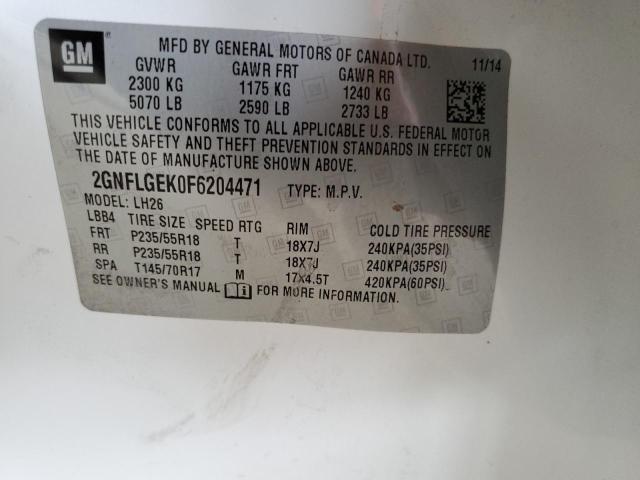 GM
MFD BY GENERAL MOTORS OF CANADA LTD.
11/14
GVWR GAWR FRT GAWR RR
2300 KG 1175 KG 1240 KG
5070 LB 2590 LB 2733 LB
THIS VEHICLE CONFORMS TO ALL APPLICABLE U.S. FEDERAL MOTOR
VEHICLE SAFETY AND THEFT PREVENTION STANDARDS IN EFFECT ON
THE DATE OF MANUFACTURE SHOWN ABOVE.
2GNFLGEK0F6204471 TYPE: M.P.V.
MODEL: LH26
LBB4 TIRE SIZE SPEED RTG RIM COLD TIRE PRESSURE
FRT P235/55R18 T 18X7J 240KPA(35PSI)
RR P235/55R18 T 18X7J 240KPA(35PSI)
SPA T145/70R17 M 17X4.5T 420KPA(60PSI)
SEE OWNER'S MANUAL FOR MORE INFORMATION.